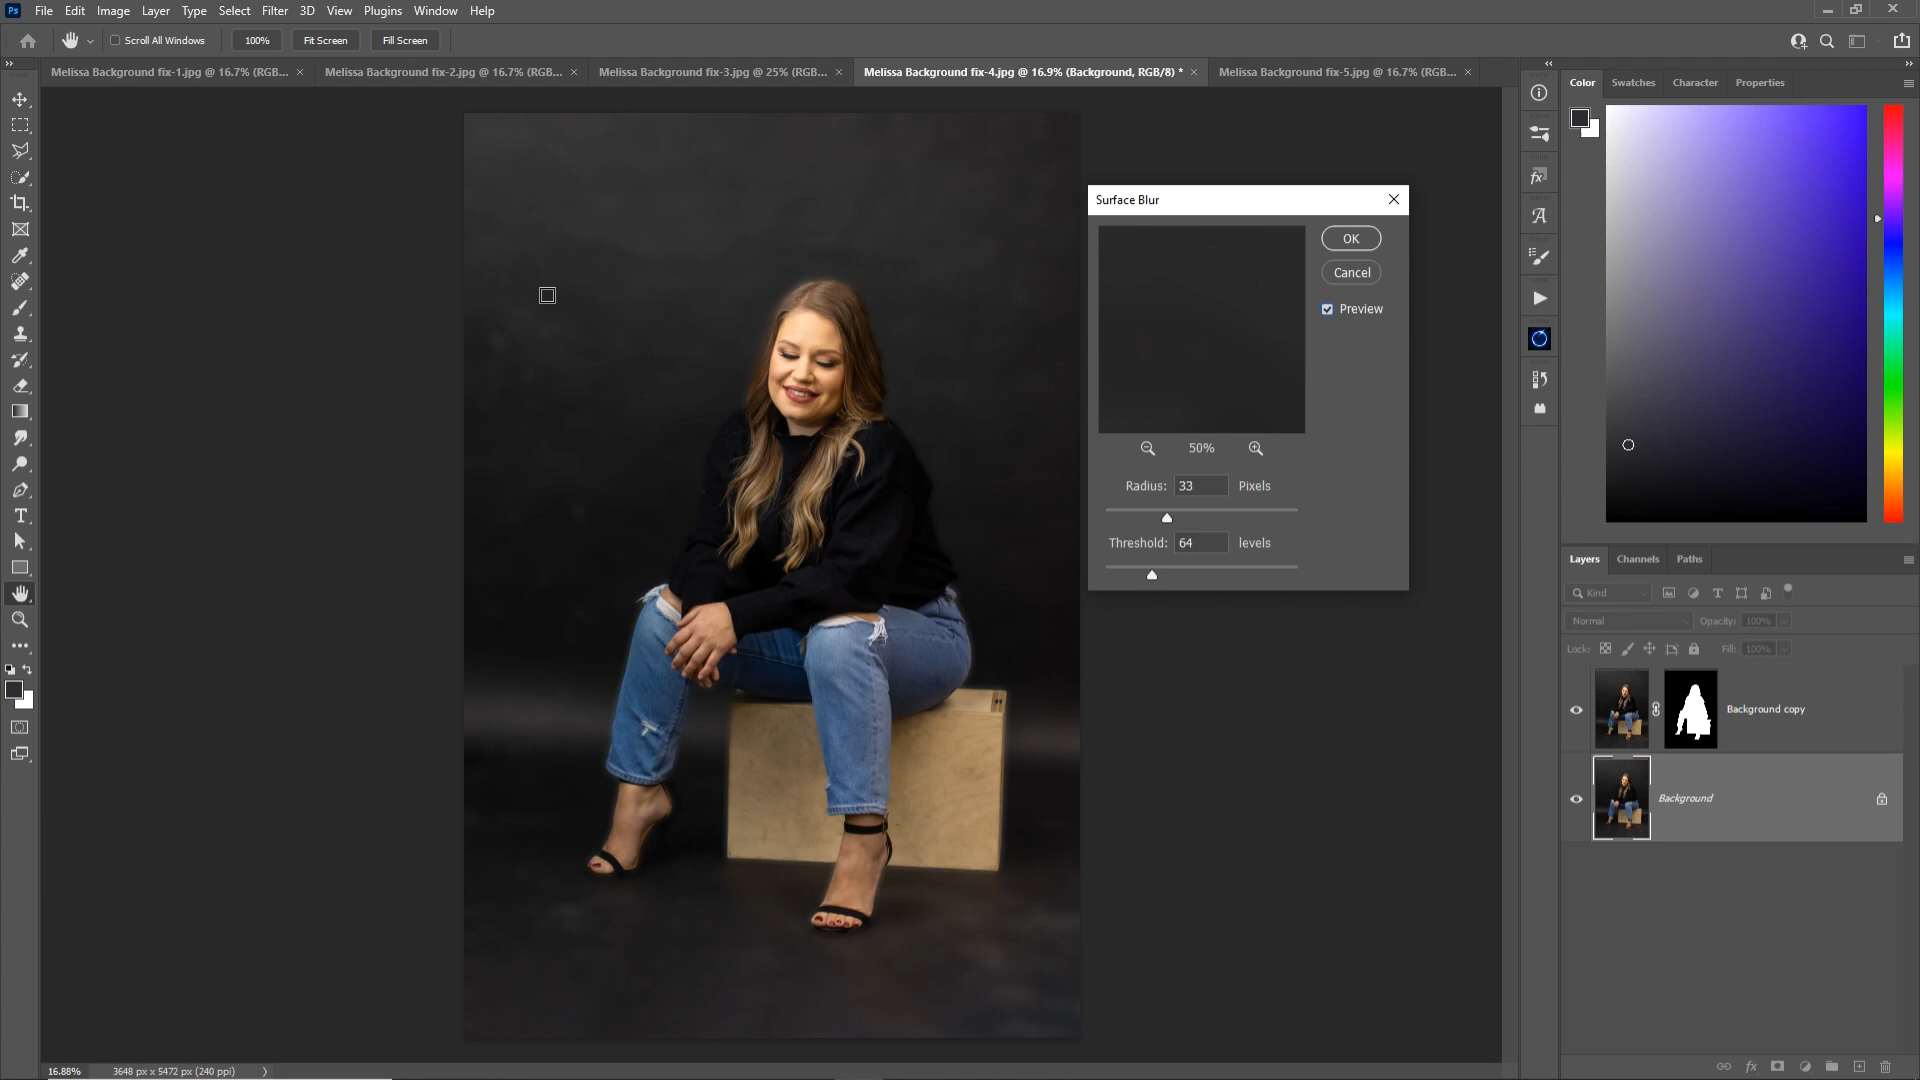 Ps File Edit Image Layer Type Select Filter 3D View Plugins Window Help
Scroll All Windows 100% Fit Screen Fill Screen
Melissa Background fix-1.jpg @ 16.7% (RGB... × Melissa Background fix-2.jpg @ 16.7% (RGB... × Melissa Background fix-3.jpg @ 25% (RGB... × Melissa Background fix-4.jpg @ 16.9% (Background, RGB/8) * × Melissa Background fix-5.jpg @ 16.7% (RGB... ×
Color Swatches Character Properties
Surface Blur
OK
Cancel
Preview
50%
Radius: 33 Pixels
Threshold: 64 levels
Layers Channels Paths
Kind
Normal Opacity: 100%
Lock: Fill: 100%
Background copy
Background
16.88% 3648 px x 5472 px (240 ppi)